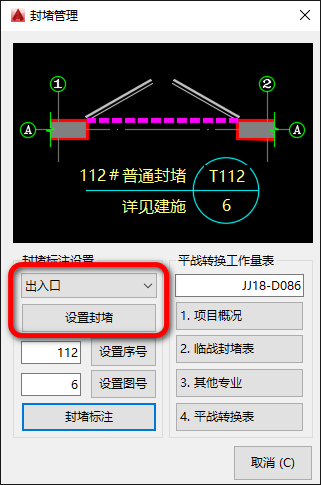 封堵管理
1 2
A A
112#普通封堵 T112
详见建施 6
封堵标注设置
出入口
设置封堵
112 设置序号
6 设置图号
封堵标注
平战转换工作量表
JJ18-D086
1. 项目概况
2. 临战封堵表
3. 其他专业
4. 平战转换表
取消 (C)